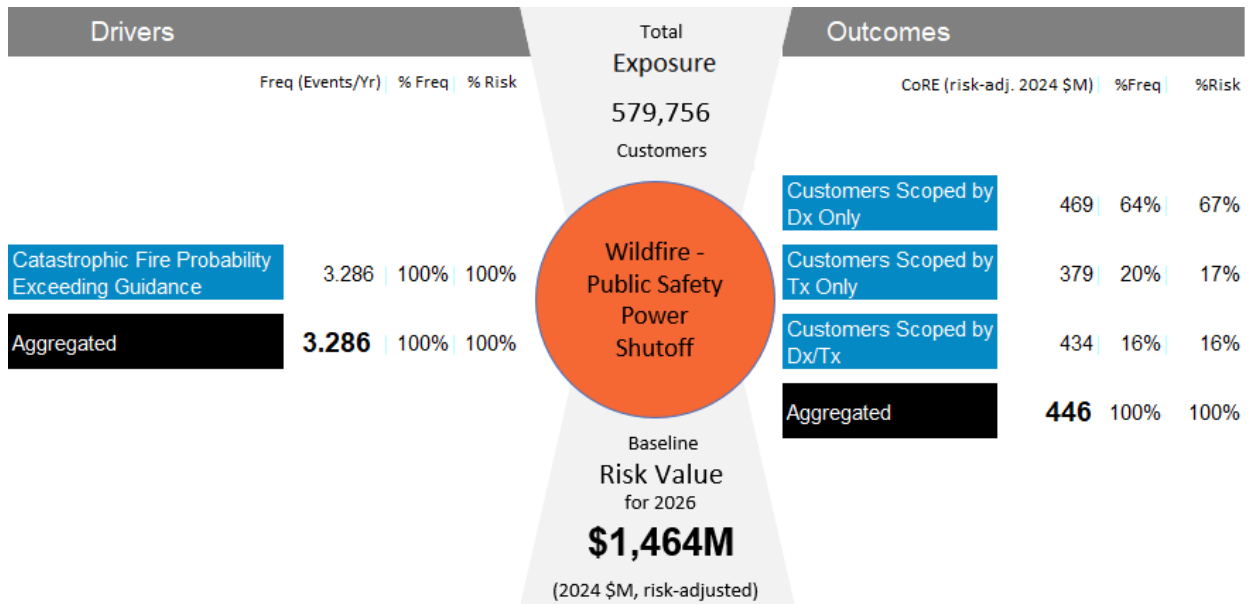 Drivers
Freq (Events/Yr) % Freq % Risk
Catastrophic Fire Probability
Exceeding Guidance
3.286 100% 100%
Aggregated 3.286 100% 100%
Total
Exposure
579,756
Customers
Wildfire -
Public Safety
Power
Shutoff
Baseline
Risk Value
for 2026
$1,464M
(2024 $M, risk-adjusted)
Outcomes
CoRE (risk-adj. 2024 $M) %Freq %Risk
Customers Scoped by
Dx Only
469 64% 67%
Customers Scoped by
Tx Only
379 20% 17%
Customers Scoped by
Dx/Tx
434 16% 16%
Aggregated 446 100% 100%